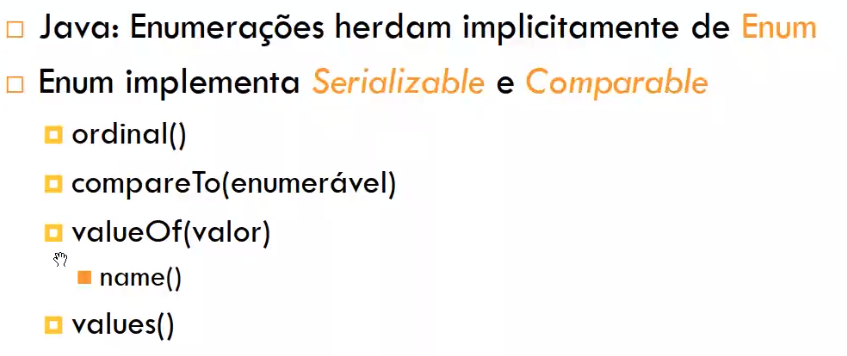 Java: Enumerações herdam implicitamente de Enum
Enum implementa Serializable e Comparable
ordinal()
compareTo(enumerável)
valueOf(valor)
name()
values()